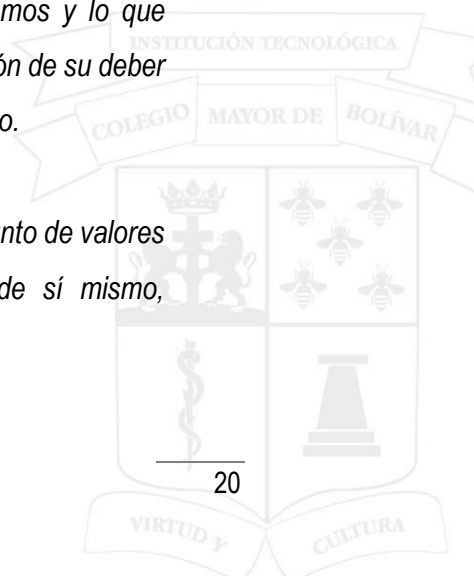 mos y lo que
ón de su deber
o.
INSTITUCIÓN TECNOLÓGICA
COLEGIO MAYOR DE BOLÍVAR
nto de valores
de sí mismo,
20
VIRTUD Y CULTURA